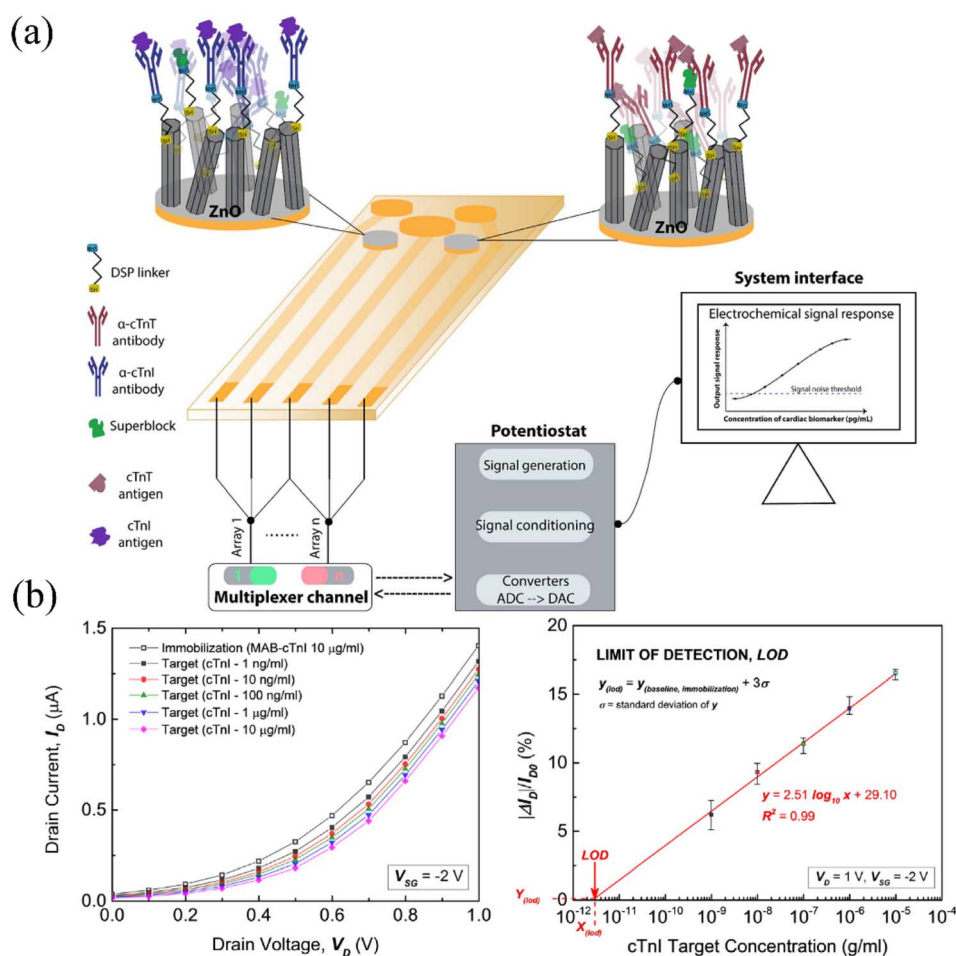 (a)
NHS
SH
ZnO
NHS
SH
ZnO
NHS
SH
DSP linker
α-cTnT
antibody
α-cTnI
antibody
Superblock
cTnT
antigen
cTnI
antigen
System interface
Electrochemical signal response
Output signal response
Signal noise threshold
Concentration of cardiac biomarker (pg/mL)
Potentiostat
Signal generation
Signal conditioning
Converters
ADC --> DAC
Array 1
Array n
1
n
Multiplexer channel
(b)
Drain Current, I_D (μA)
1.5
1.0
0.5
0.0
Immobilization (MAB-cTnI 10 μg/ml)
Target (cTnI - 1 ng/ml)
Target (cTnI - 10 ng/ml)
Target (cTnI - 100 ng/ml)
Target (cTnI - 1 μg/ml)
Target (cTnI - 10 μg/ml)
V_SG = -2 V
0.0 0.2 0.4 0.6 0.8 1.0
Drain Voltage, V_D (V)
|ΔI_D|/I_D0 (%)
20
15
10
5
0
LIMIT OF DETECTION, LOD
y(lod) = y(baseline, immobilization) + 3σ
σ = standard deviation of y
y = 2.51 log10 x + 29.10
R² = 0.99
LOD
Y(lod)
X(lod)
V_D = 1 V, V_SG = -2 V
10⁻¹² 10⁻¹¹ 10⁻¹⁰ 10⁻⁹ 10⁻⁸ 10⁻⁷ 10⁻⁶ 10⁻⁵ 10⁻⁴
cTnI Target Concentration (g/ml)